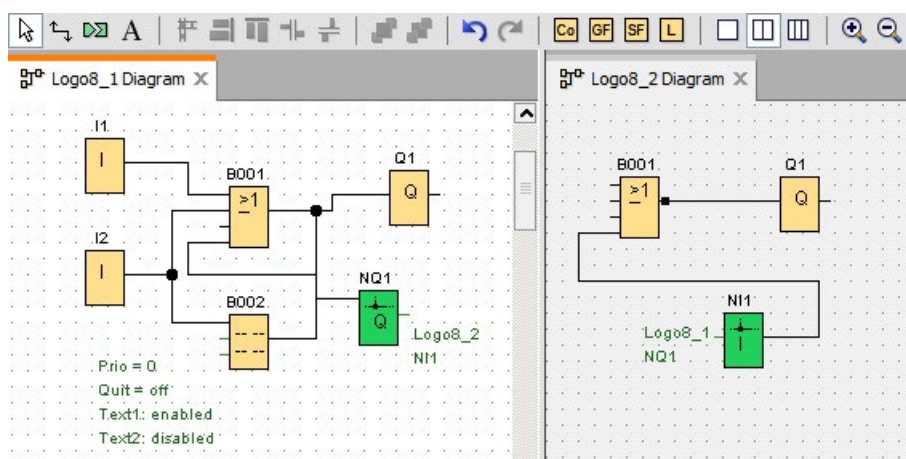 A Co GF SF L
Logo8_1 Diagram
Logo8_2 Diagram
I1
I
B001
≥1
Q1
Q
I2
I
B002
NQ1
Q
Logo8_2
NI1
Prio = 0
Quit = off
Text1: enabled
Text2: disabled
B001
≥1
Q1
Q
NI1
I
Logo8_1
NQ1